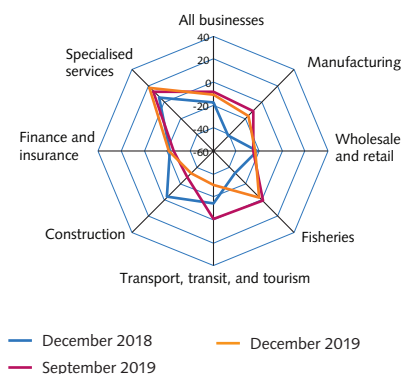 All businesses
40
20
0
-20
-40
-60
Manufacturing
Wholesale
and retail
Fisheries
Transport, transit, and tourism
Construction
Finance and
insurance
Specialised
services
December 2018
December 2019
September 2019